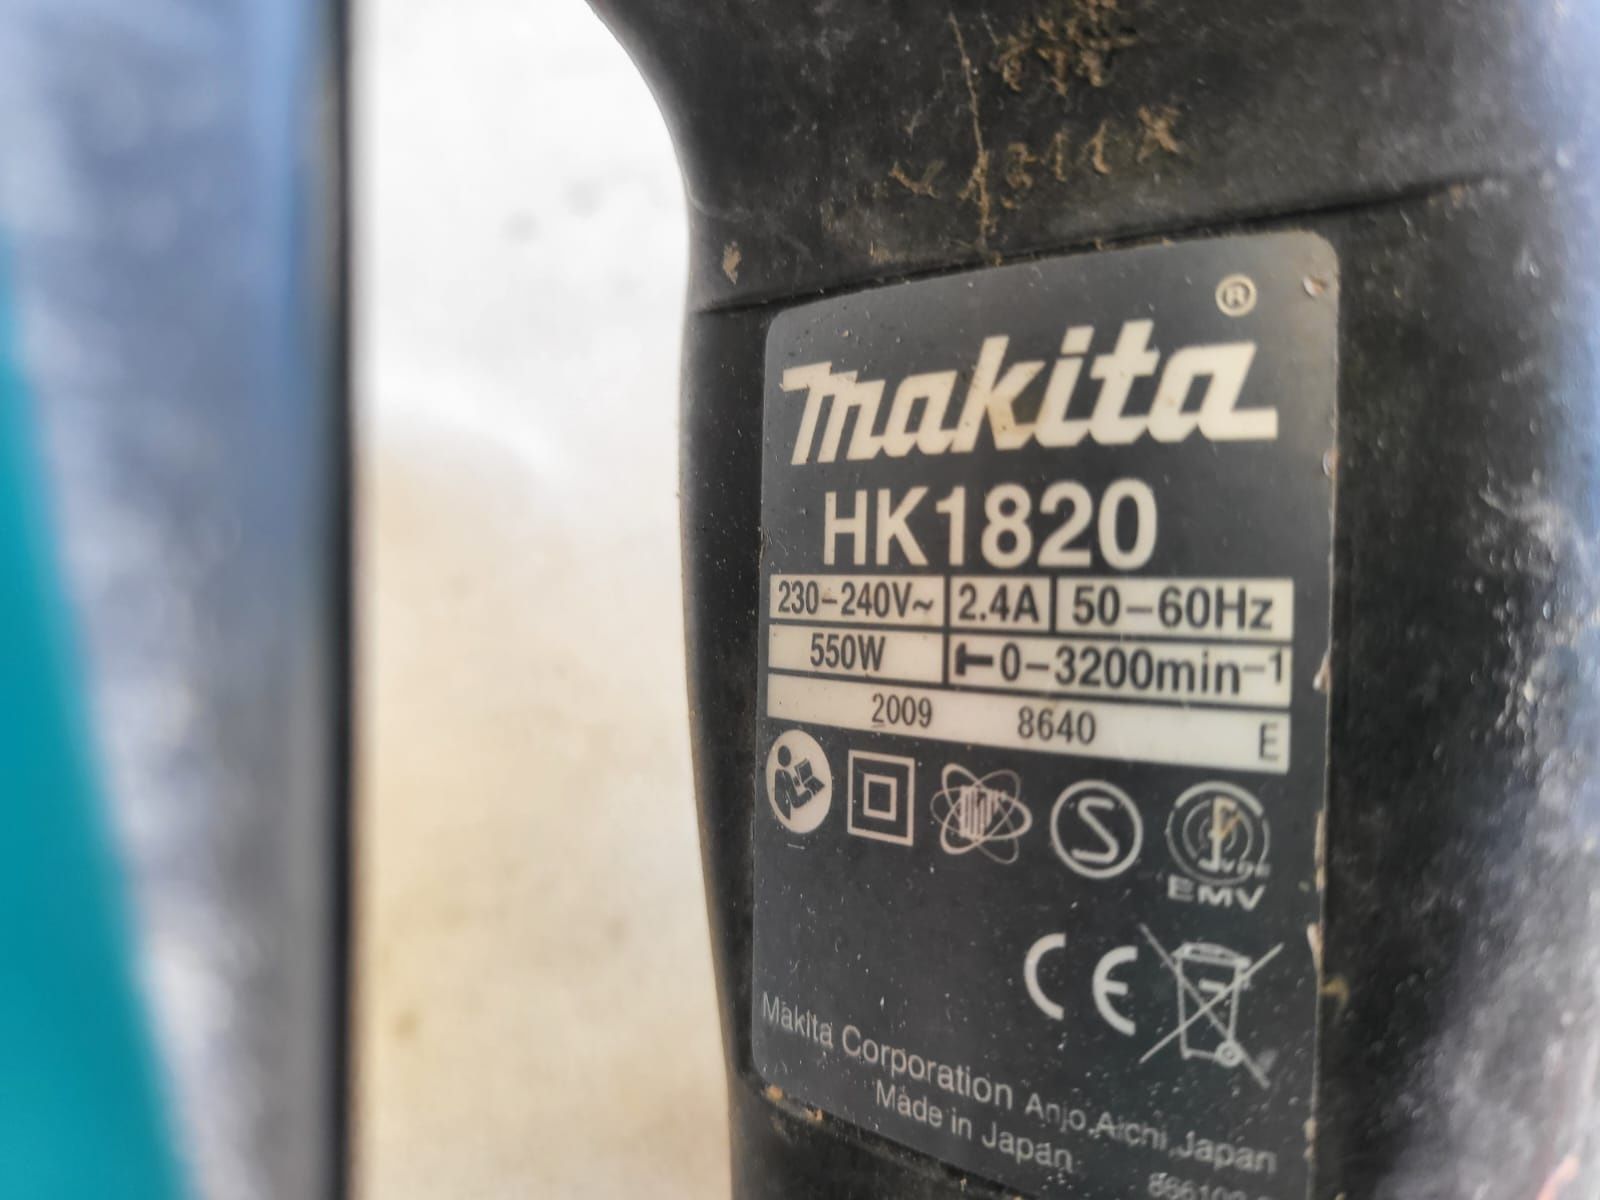 makita®
HK1820
230-240V~ 2.4A 50-60Hz
550W 0-3200min-1
2009 8640 E
S
EMV
CE
Makita Corporation Anjo, Aichi, Japan
Made in Japan